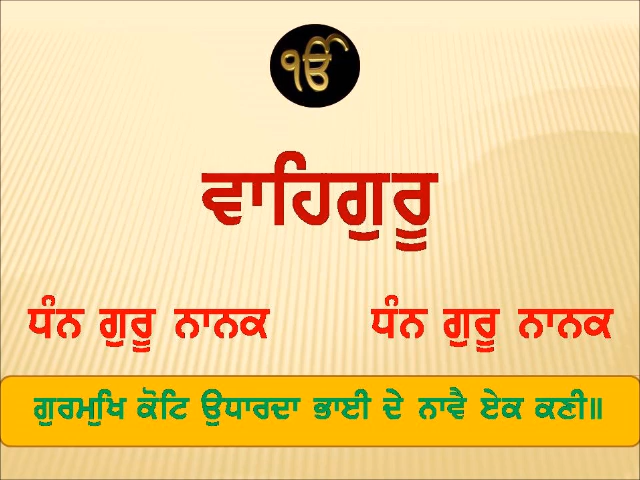 ੴ
ਵਾਹਿਗੁਰੂ
ਧੰਨ ਗੁਰੂ ਨਾਨਕ ਧੰਨ ਗੁਰੂ ਨਾਨਕ
ਗੁਰਮੁਖਿ ਕੋਟਿ ਉਧਾਰਦਾ ਭਾਈ ਦੇ ਨਾਵੈ ਏਕ ਕਣੀ॥